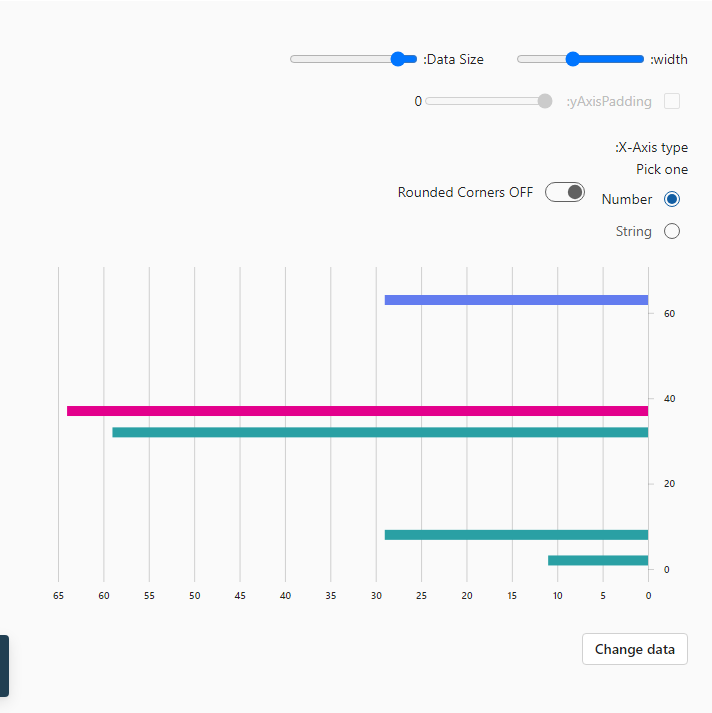 :width
:Data Size
:yAxisPadding
0
:X-Axis type
Pick one
Number
Rounded Corners OFF
String
60
40
20
0
65 60 55 50 45 40 35 30 25 20 15 10 5 0
Change data